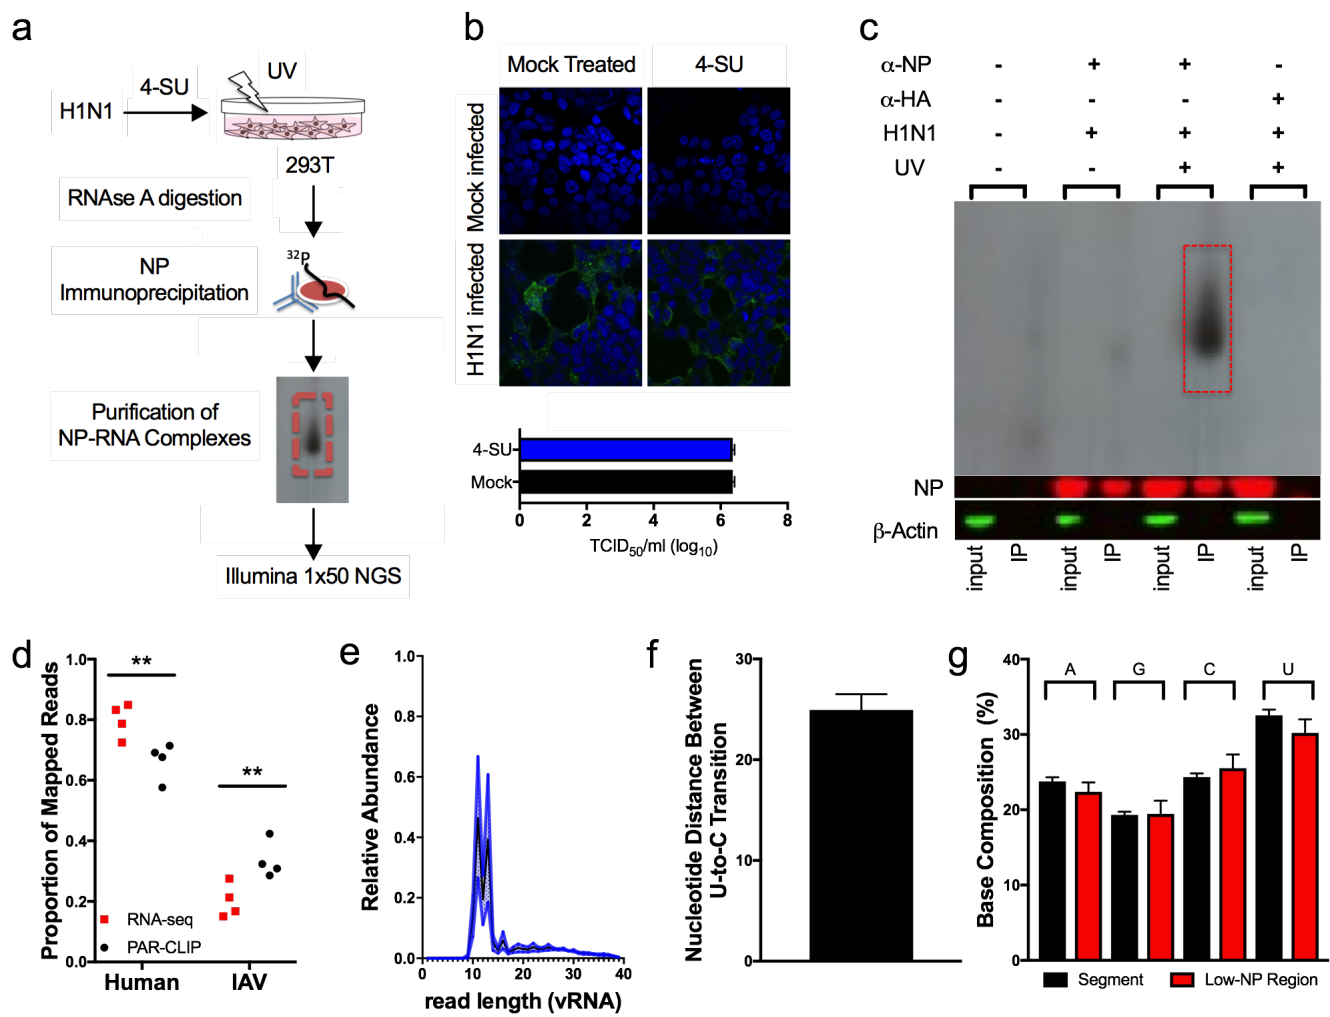 a
H1N1
4-SU
UV
293T
RNAse A digestion
NP
Immunoprecipitation
32P
Purification of
NP-RNA Complexes
Illumina 1x50 NGS
b
Mock Treated
4-SU
Mock infected
H1N1 infected
4-SU
Mock
0 2 4 6 8
TCID50/ml (log10)
c
α-NP - + + -
α-HA - - - +
H1N1 - + + +
UV - - + +
NP
β-Actin
input IP input IP input IP input IP
d
Proportion of Mapped Reads
1.0
0.8
0.6
0.4
0.2
0.0
**
**
RNA-seq
PAR-CLIP
Human IAV
e
Relative Abundance
1.0
0.8
0.6
0.4
0.2
0.0
0 10 20 30 40
read length (vRNA)
f
Nucleotide Distance Between
U-to-C Transition
30
20
10
0
g
Base Composition (%)
40
30
20
10
0
A G C U
Segment Low-NP Region